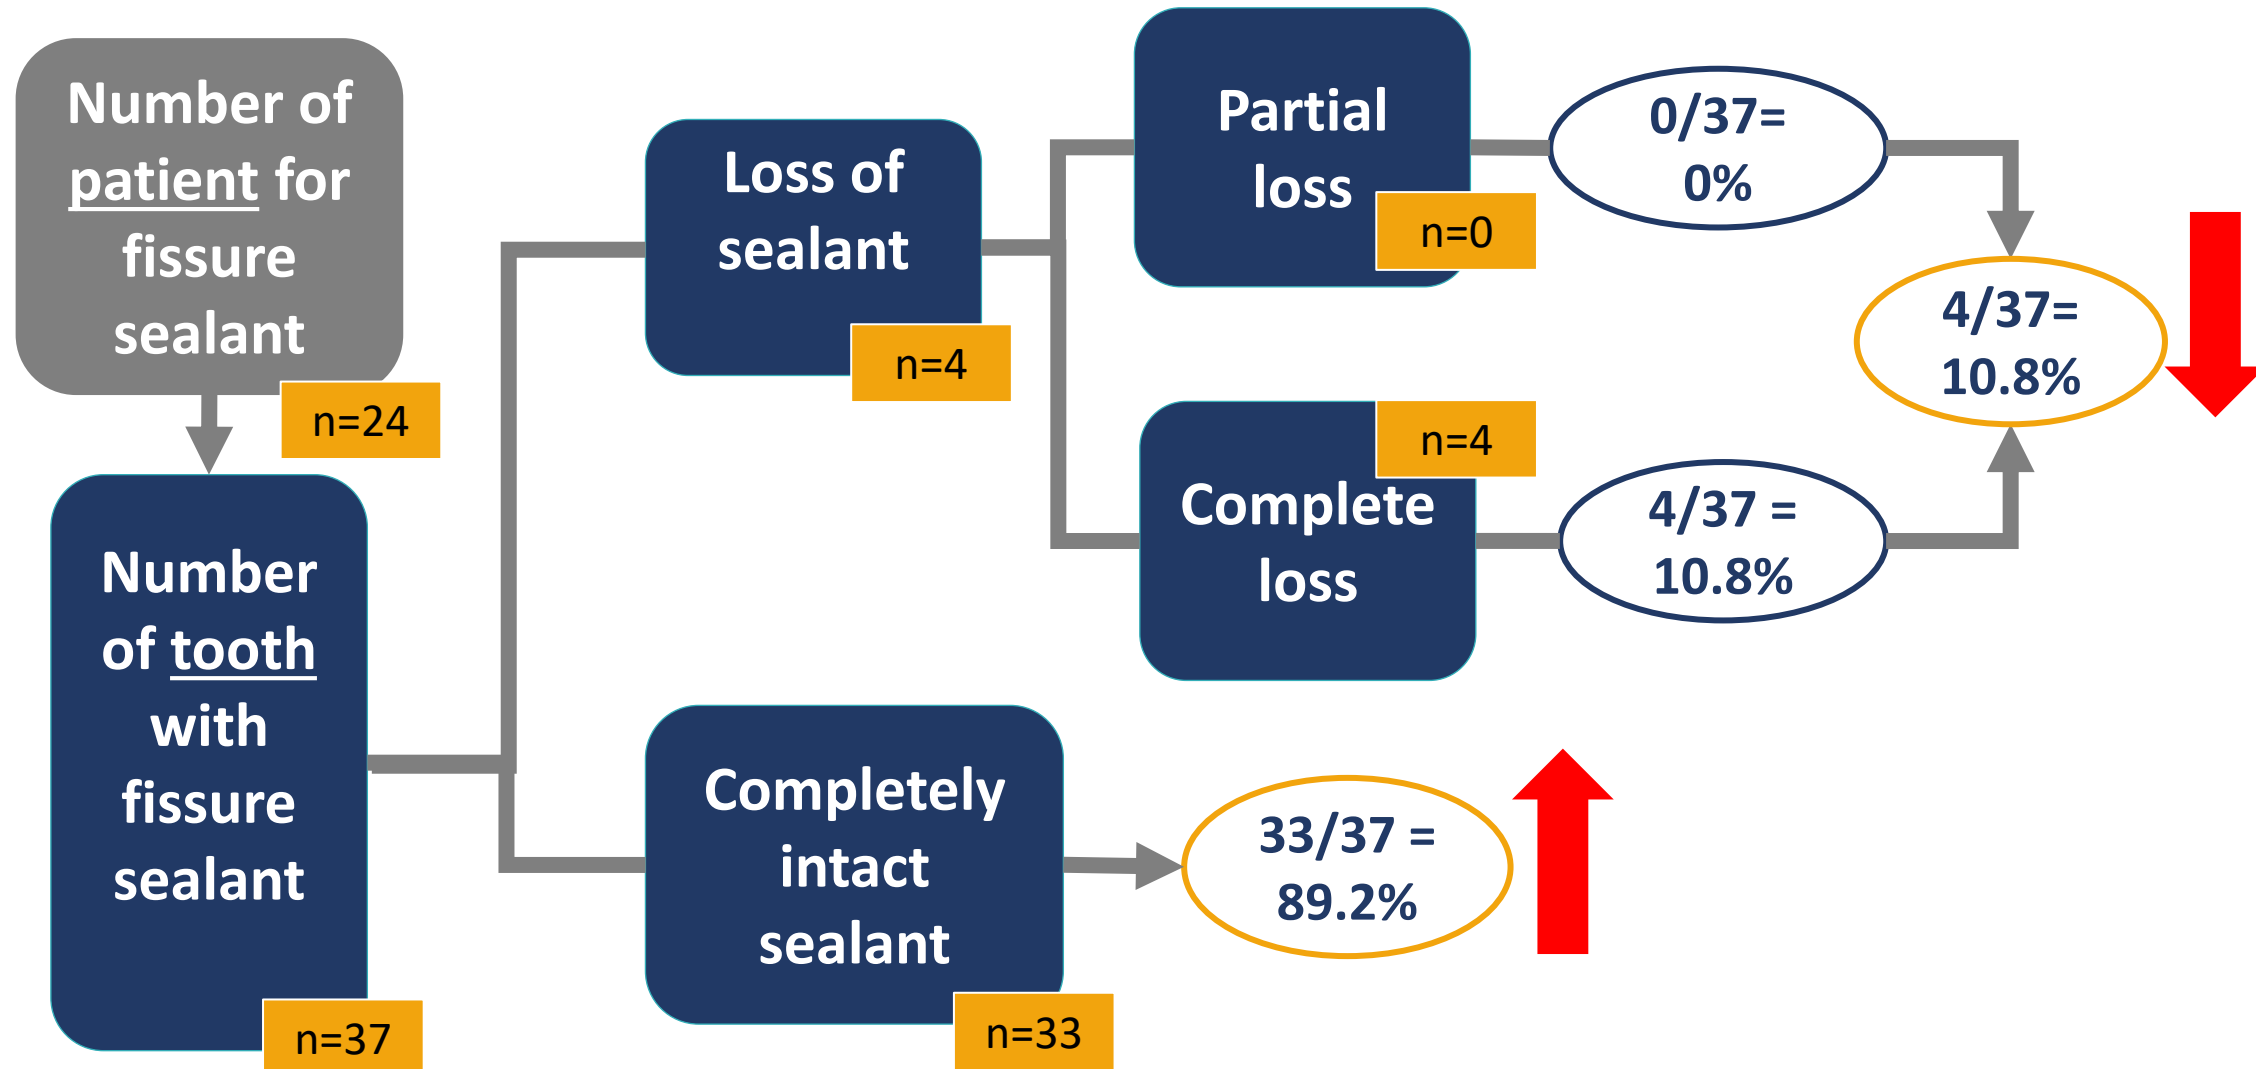 Number of
patient for
fissure
sealant
n=24
Number
of tooth
with
fissure
sealant
n=37
Loss of
sealant
n=4
Partial
loss
n=0
0/37=
0%
n=4
Complete
loss
4/37 =
10.8%
4/37=
10.8%
Completely
intact
sealant
n=33
33/37 =
89.2%